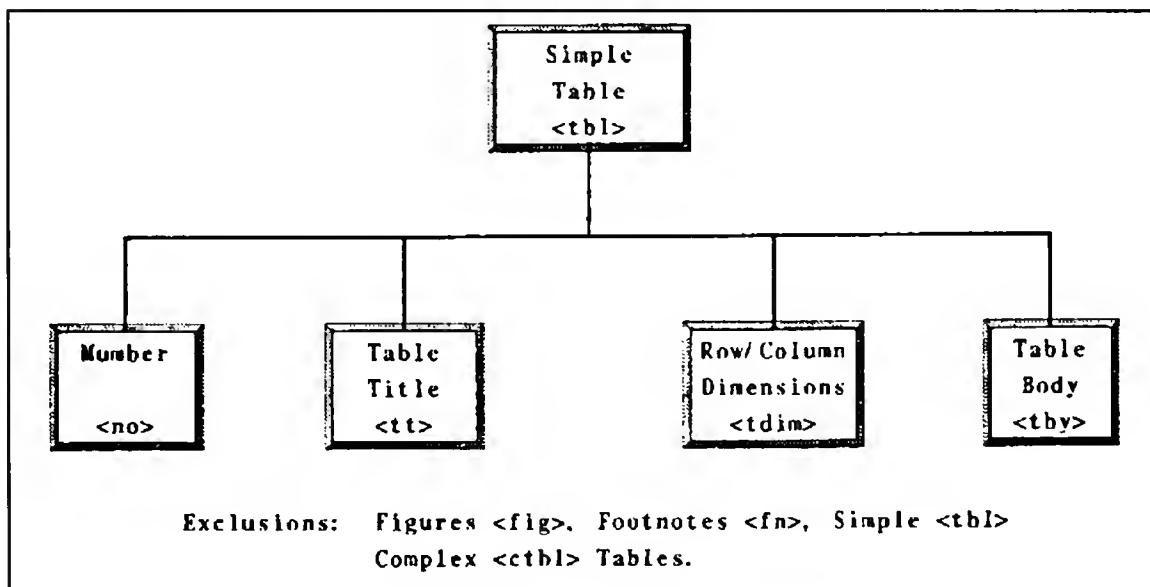 Simple
Table
<tbl>
Number
<no>
Table
Title
<tt>
Row/Column
Dimensions
<tdim>
Table
Body
<tby>
Exclusions: Figures <fig>, Footnotes <fn>, Simple <tbl>
Complex <ctbl> Tables.